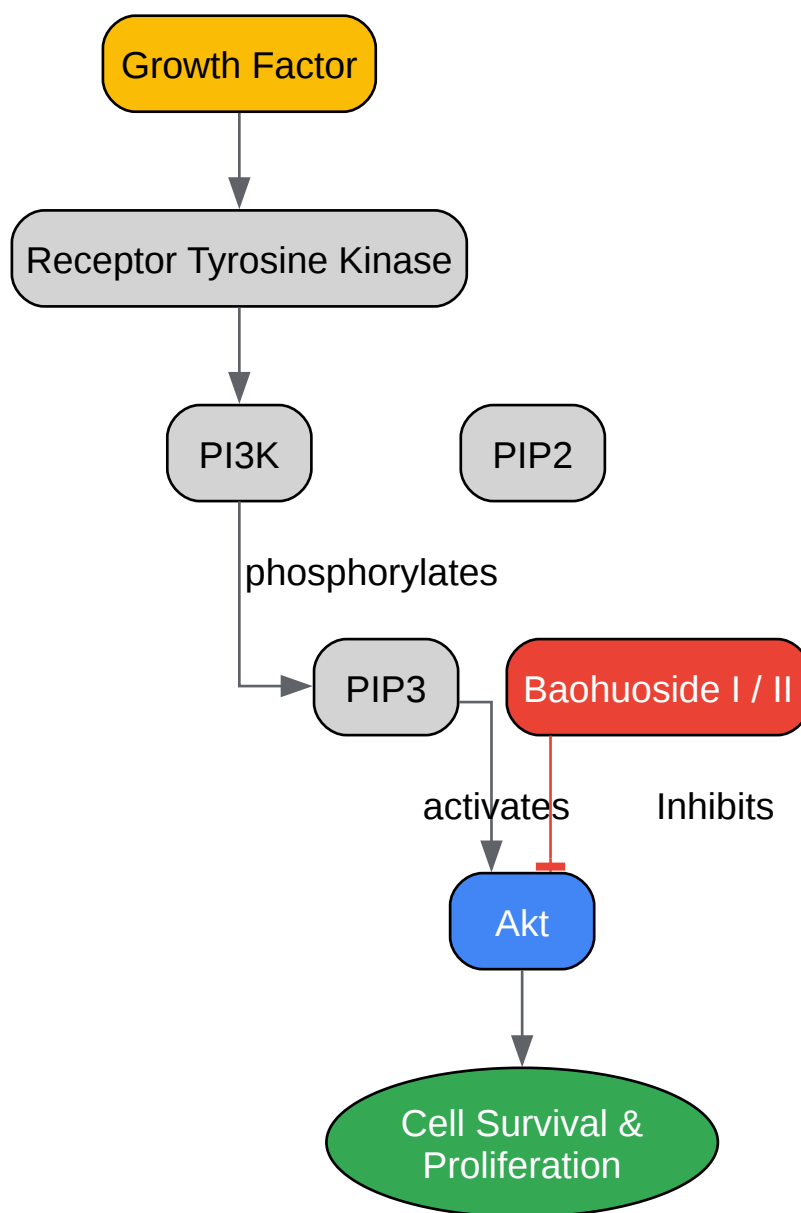 Growth Factor
Receptor Tyrosine Kinase
PI3K
PIP2
phosphorylates
PIP3
Baohuoside I / II
activates
Inhibits
Akt
Cell Survival &
Proliferation